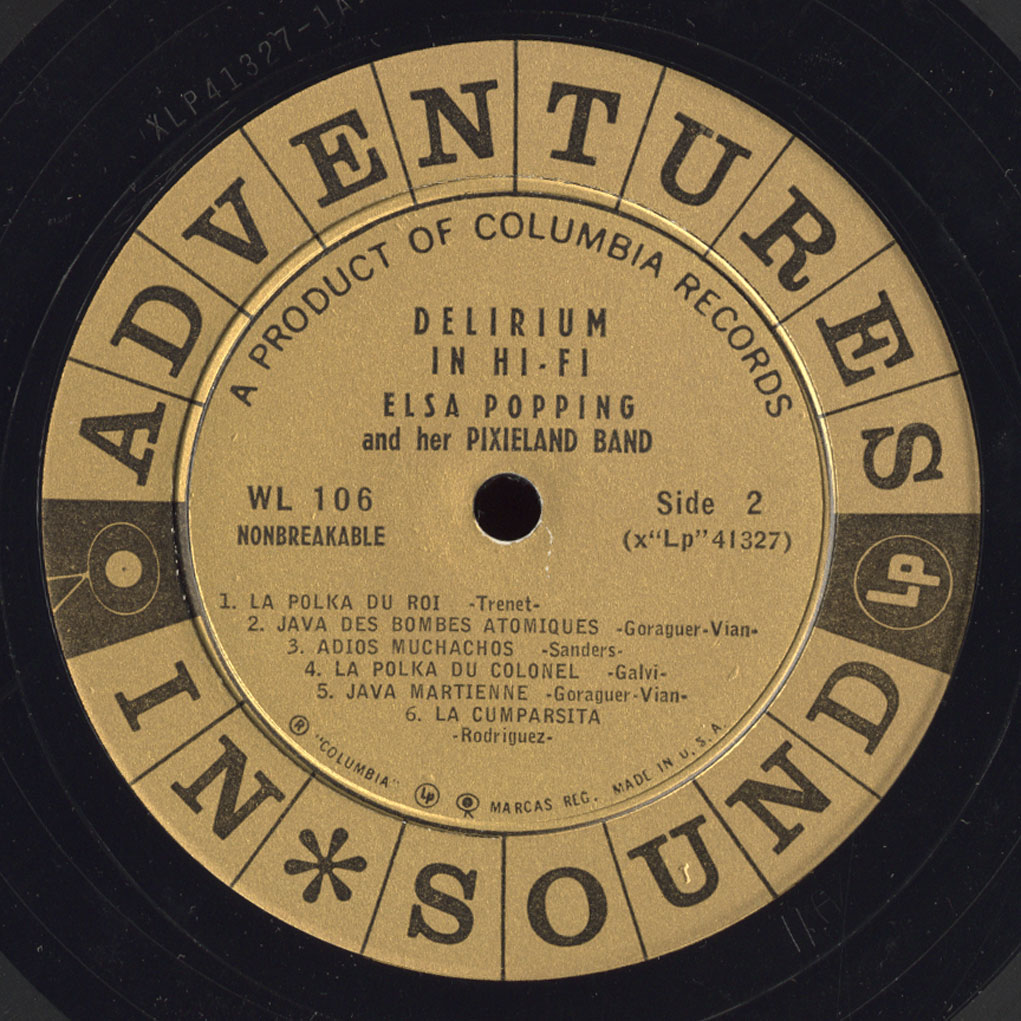 XLP41327-1A
ADVENTURES
IN * SOUND
A PRODUCT OF COLUMBIA RECORDS
DELIRIUM
IN HI-FI
ELSA POPPING
and her PIXIELAND BAND
WL 106
NONBREAKABLE
Side 2
(x"Lp"41327)
1. LA POLKA DU ROI -Trenet-
2. JAVA DES BOMBES ATOMIQUES -Goraguer-Vian-
3. ADIOS MUCHACHOS -Sanders-
4. LA POLKA DU COLONEL -Galvi-
5. JAVA MARTIENNE -Goraguer-Vian-
6. LA CUMPARSITA
-Rodriguez-
® "COLUMBIA" Lp MARCAS REG. MADE IN U.S.A.
Lp